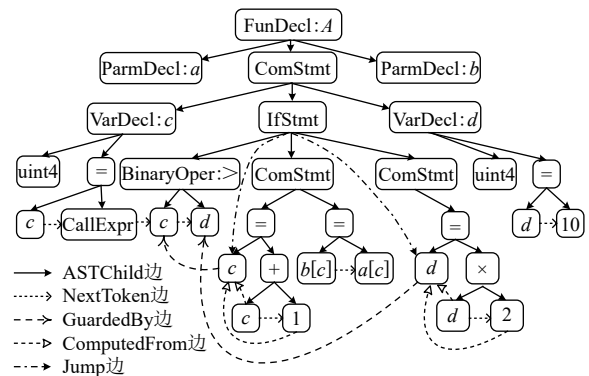 FunDecl:A
ParmDecl:a ComStmt ParmDecl:b
VarDecl:c IfStmt VarDecl:d
uint4 = BinaryOper:> ComStmt ComStmt uint4 =
c CallExpr c d = = = d 10
c + b[c] a[c] d ×
c 1 d 2
ASTChild边
NextToken边
GuardedBy边
ComputedFrom边
Jump边